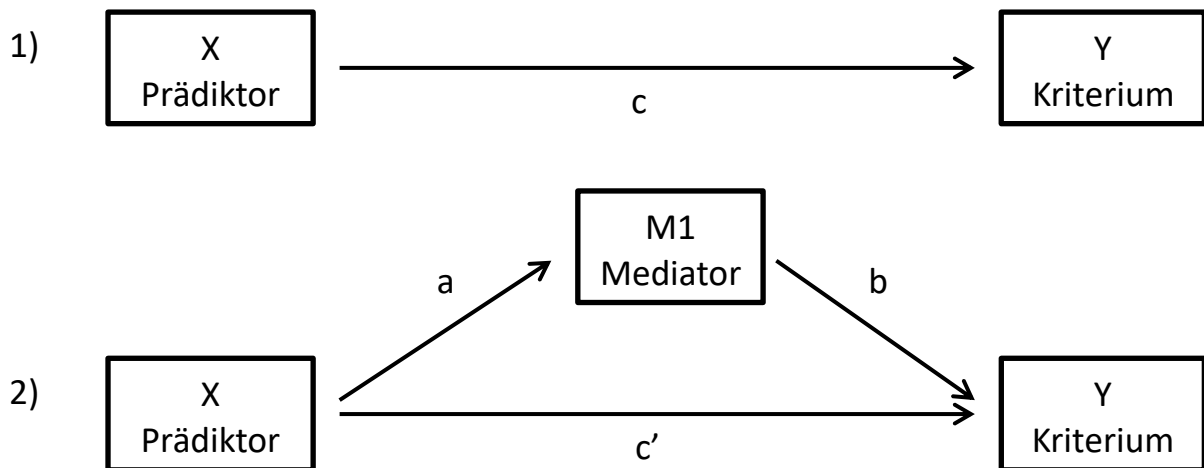 1)
X
Prädiktor
c
Y
Kriterium
M1
Mediator
a
b
2)
X
Prädiktor
c’
Y
Kriterium